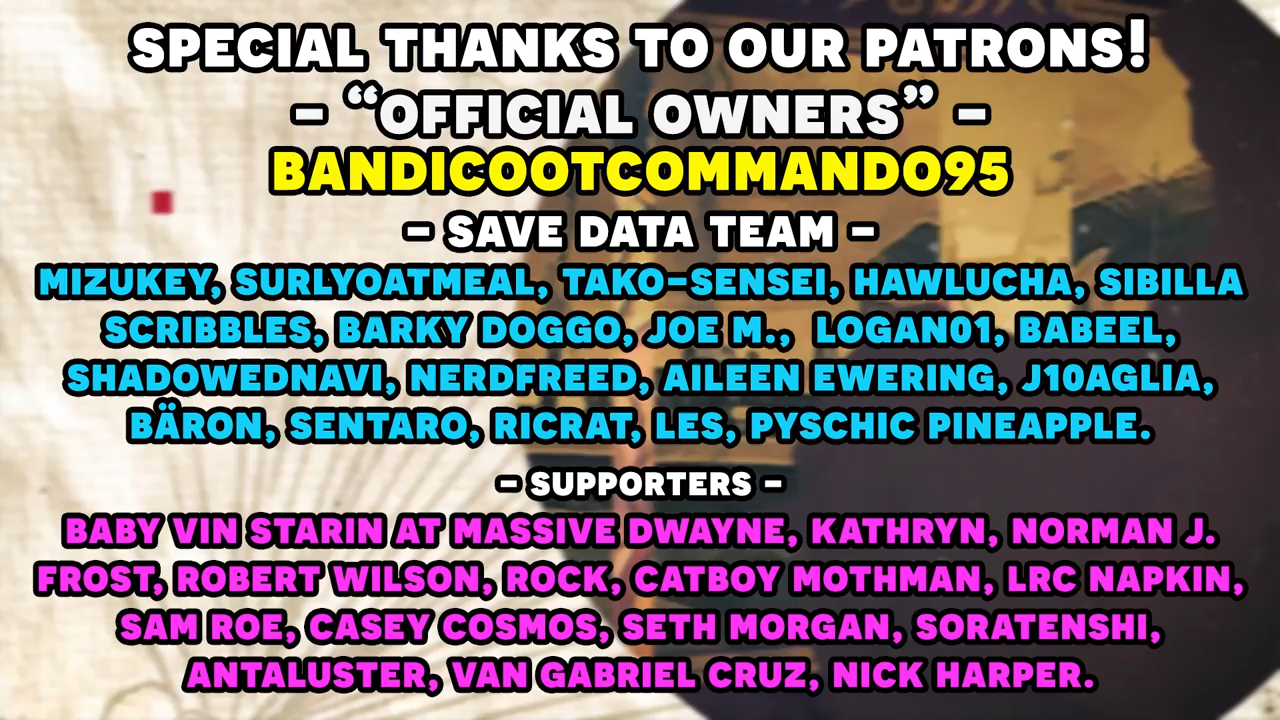 SPECIAL THANKS TO OUR PATRONS!
- “OFFICIAL OWNERS” -
BANDICOOTCOMMANDO95
- SAVE DATA TEAM -
MIZUKEY, SURLYOATMEAL, TAKO-SENSEI, HAWLUCHA, SIBILLA
SCRIBBLES, BARKY DOGGO, JOE M., LOGAN01, BABEEL,
SHADOWEDNAVI, NERDFREED, AILEEN EWERING, J10AGLIA,
BÄRON, SENTARO, RICRAT, LES, PYSCHIC PINEAPPLE.
- SUPPORTERS -
BABY VIN STARIN AT MASSIVE DWAYNE, KATHRYN, NORMAN J.
FROST, ROBERT WILSON, ROCK, CATBOY MOTHMAN, LRC NAPKIN,
SAM ROE, CASEY COSMOS, SETH MORGAN, SORATENSHI,
ANTALUSTER, VAN GABRIEL CRUZ, NICK HARPER.